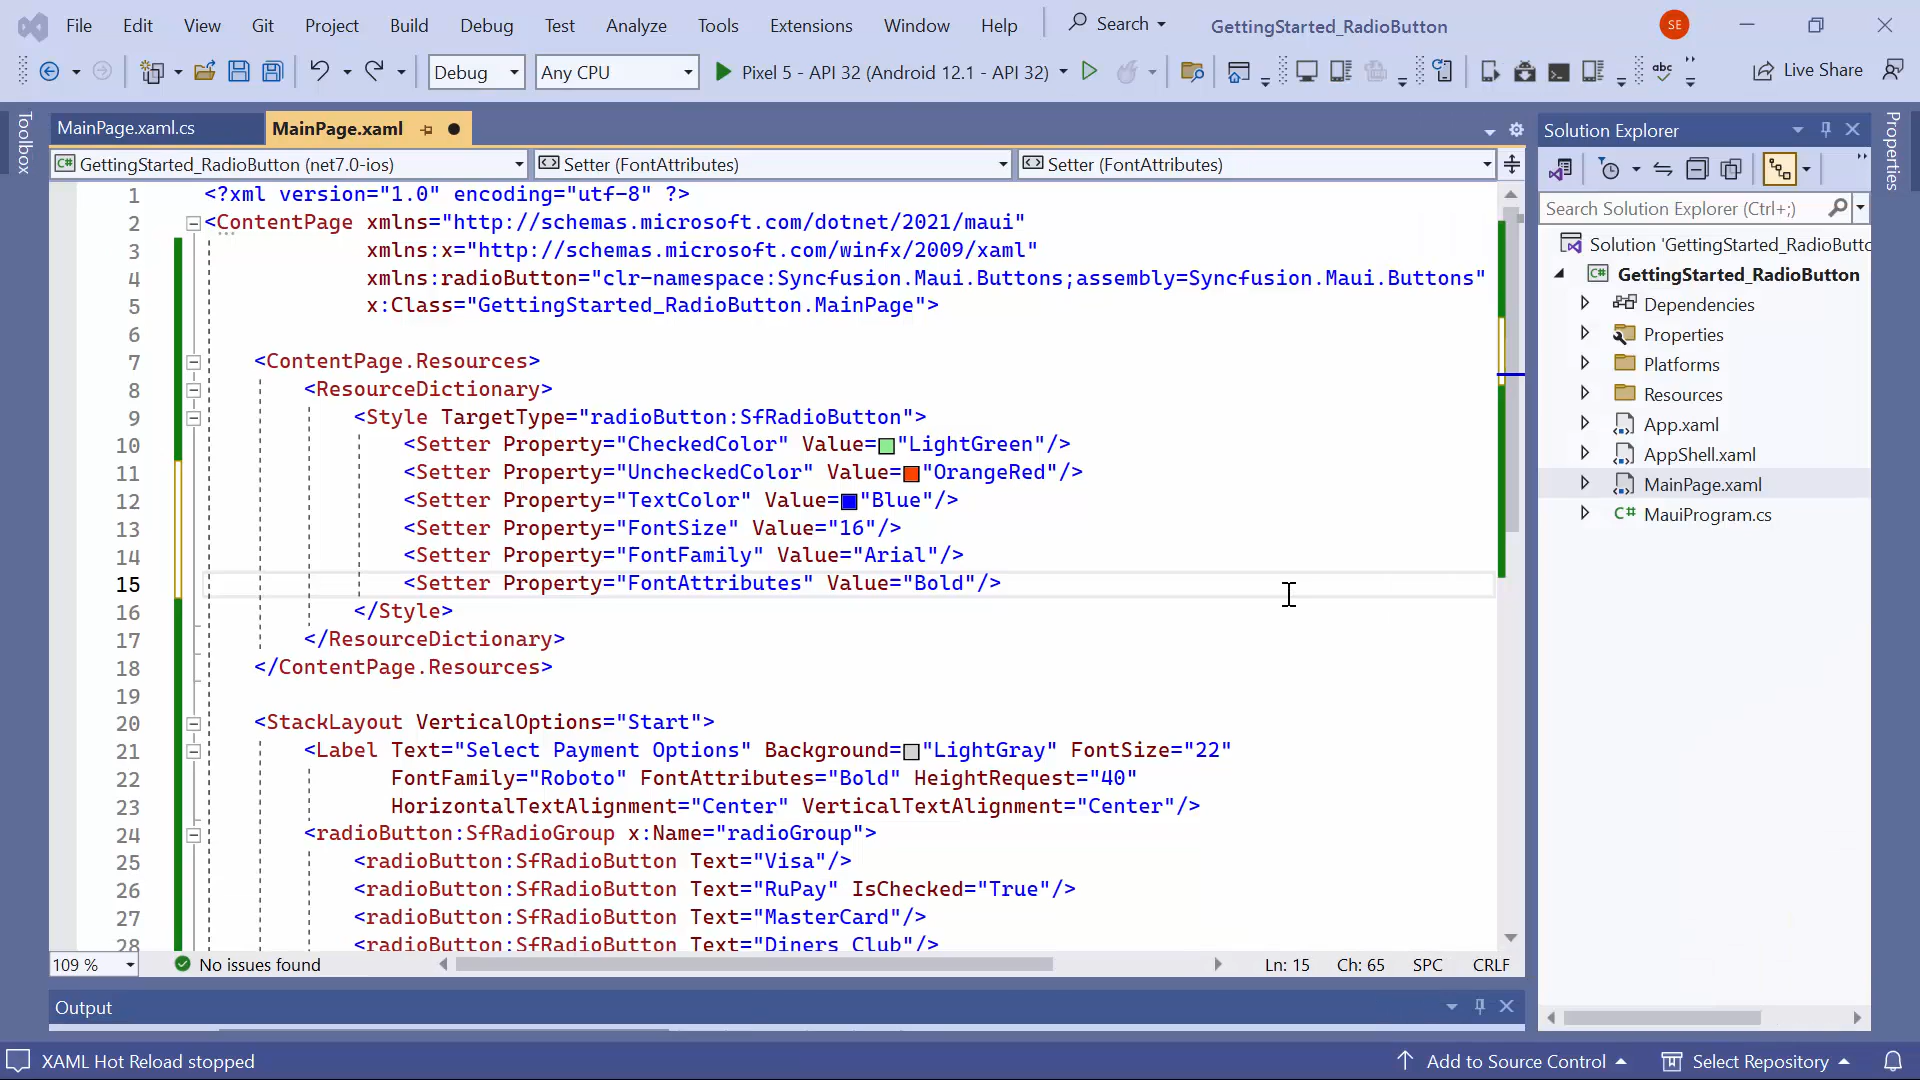 File Edit View Git Project Build Debug Test Analyze Tools Extensions Window Help Search GettingStarted_RadioButton SE
Debug Any CPU Pixel 5 - API 32 (Android 12.1 - API 32) abc Live Share
Toolbox
MainPage.xaml.cs MainPage.xaml
GettingStarted_RadioButton (net7.0-ios) Setter (FontAttributes) Setter (FontAttributes)
1 <?xml version="1.0" encoding="utf-8" ?>
2 <ContentPage xmlns="http://schemas.microsoft.com/dotnet/2021/maui"
3 xmlns:x="http://schemas.microsoft.com/winfx/2009/xaml"
4 xmlns:radioButton="clr-namespace:Syncfusion.Maui.Buttons;assembly=Syncfusion.Maui.Buttons"
5 x:Class="GettingStarted_RadioButton.MainPage">
6
7 <ContentPage.Resources>
8 <ResourceDictionary>
9 <Style TargetType="radioButton:SfRadioButton">
10 <Setter Property="CheckedColor" Value="LightGreen"/>
11 <Setter Property="UncheckedColor" Value="OrangeRed"/>
12 <Setter Property="TextColor" Value="Blue"/>
13 <Setter Property="FontSize" Value="16"/>
14 <Setter Property="FontFamily" Value="Arial"/>
15 <Setter Property="FontAttributes" Value="Bold"/>
16 </Style>
17 </ResourceDictionary>
18 </ContentPage.Resources>
19
20 <StackLayout VerticalOptions="Start">
21 <Label Text="Select Payment Options" Background="LightGray" FontSize="22"
22 FontFamily="Roboto" FontAttributes="Bold" HeightRequest="40"
23 HorizontalTextAlignment="Center" VerticalTextAlignment="Center"/>
24 <radioButton:SfRadioGroup x:Name="radioGroup">
25 <radioButton:SfRadioButton Text="Visa"/>
26 <radioButton:SfRadioButton Text="RuPay" IsChecked="True"/>
27 <radioButton:SfRadioButton Text="MasterCard"/>
28 <radioButton:SfRadioButton Text="Diners Club"/>
109 % No issues found Ln: 15 Ch: 65 SPC CRLF
Output
Solution Explorer
Search Solution Explorer (Ctrl+;)
Solution 'GettingStarted_RadioButto
C# GettingStarted_RadioButton
Dependencies
Properties
Platforms
Resources
App.xaml
AppShell.xaml
MainPage.xaml
C# MauiProgram.cs
Properties
XAML Hot Reload stopped Add to Source Control Select Repository